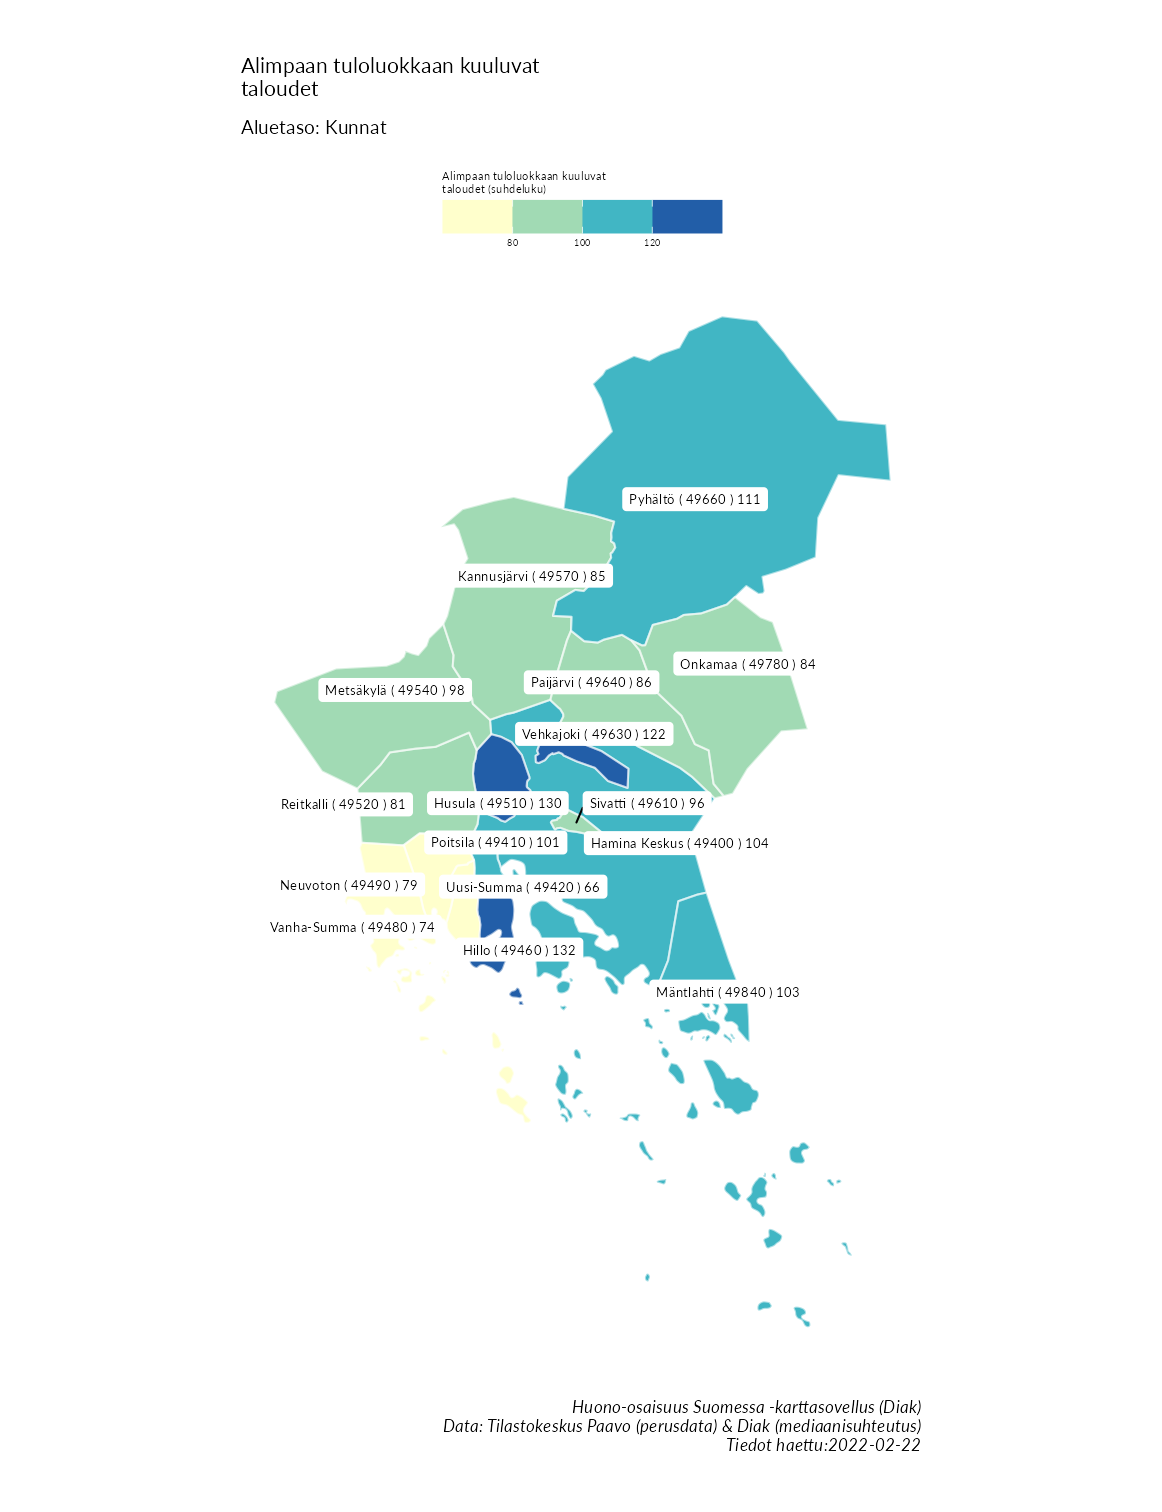 Alimpaan tuloluokkaan kuuluvat
taloudet
Aluetaso: Kunnat
Alimpaan tuloluokkaan kuuluvat
taloudet (suhdeluku)
80 100 120
Pyhältö ( 49660 ) 111
Kannusjärvi ( 49570 ) 85
Onkamaa ( 49780 ) 84
Paijärvi ( 49640 ) 86
Metsäkylä ( 49540 ) 98
Vehkajoki ( 49630 ) 122
Reitkalli ( 49520 ) 81
Husula ( 49510 ) 130
Sivatti ( 49610 ) 96
Poitsila ( 49410 ) 101
Hamina Keskus ( 49400 ) 104
Neuvoton ( 49490 ) 79
Uusi-Summa ( 49420 ) 66
Vanha-Summa ( 49480 ) 74
Hillo ( 49460 ) 132
Mäntlahti ( 49840 ) 103
Huono-osaisuus Suomessa -karttasovellus (Diak)
Data: Tilastokeskus Paavo (perusdata) & Diak (mediaanisuhteutus)
Tiedot haettu:2022-02-22